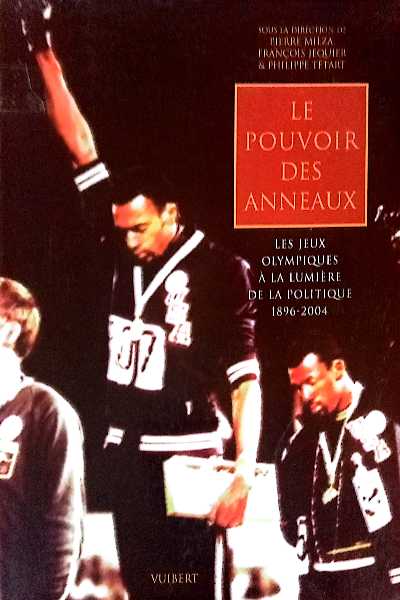 SOUS LA DIRECTION DE
PIERRE MILZA
FRANÇOIS JEQUIER
& PHILIPPE TÉTART
LE
POUVOIR
DES
ANNEAUX
LES JEUX
OLYMPIQUES
À LA LUMIÈRE
DE LA POLITIQUE
1896-2004
VUIBERT